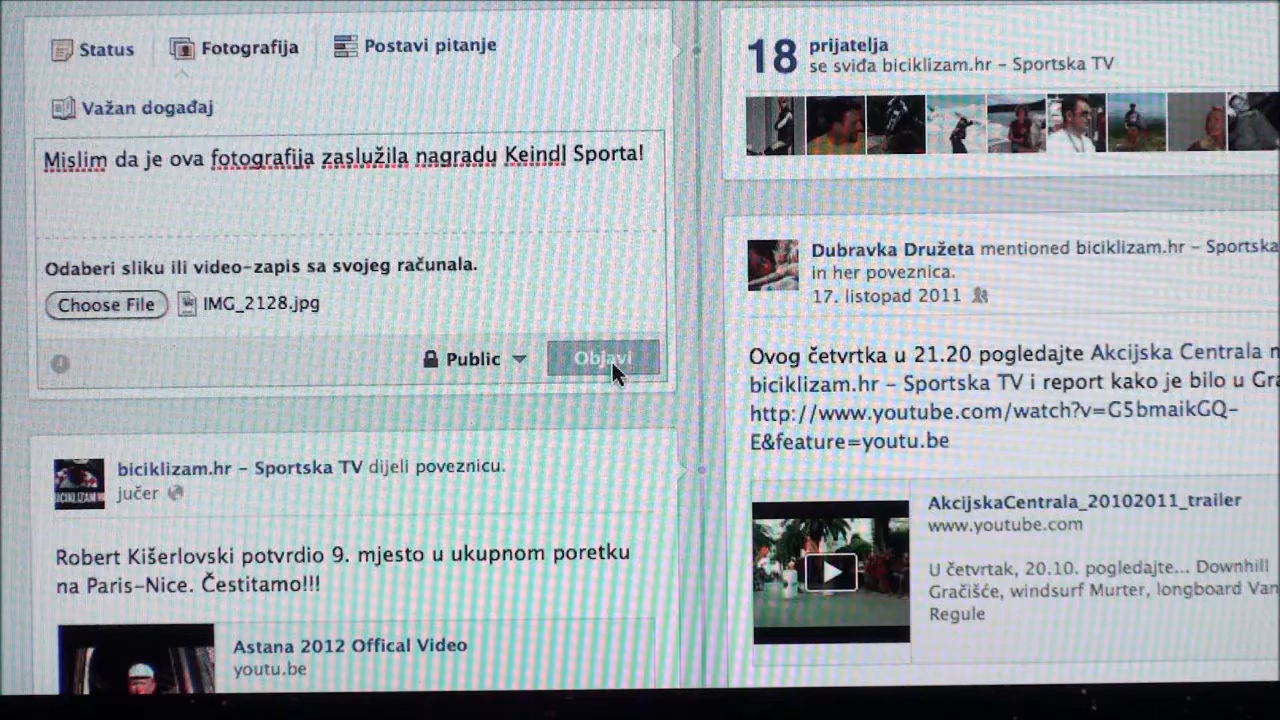 Status
Fotografija
Postavi pitanje
Važan događaj
Mislim da je ova fotografija zaslužila nagradu Keindl Sporta!
Odaberi sliku ili video-zapis sa svojeg računala.
Choose File
IMG_2128.jpg
Public
Objavi
biciklizam.hr - Sportska TV dijeli poveznicu.
jučer
BICIKLIZAM
Robert Kišerlovski potvrdio 9. mjesto u ukupnom poretku
na Paris-Nice. Čestitamo!!!
Astana 2012 Offical Video
youtu.be
18
prijatelja
se sviđa biciklizam.hr - Sportska TV
Dubravka Družeta mentioned biciklizam.hr - Sportska
in her poveznica.
17. listopad 2011
Ovog četvrtka u 21.20 pogledajte Akcijska Centrala
biciklizam.hr - Sportska TV i report kako je bilo u Gra
http://www.youtube.com/watch?v=G5bmaikGQ-
E&feature=youtu.be
AkcijskaCentrala_20102011_trailer
www.youtube.com
U četvrtak, 20.10. pogledajte... Downhill
Gračišće, windsurf Murter, longboard Van
Regule